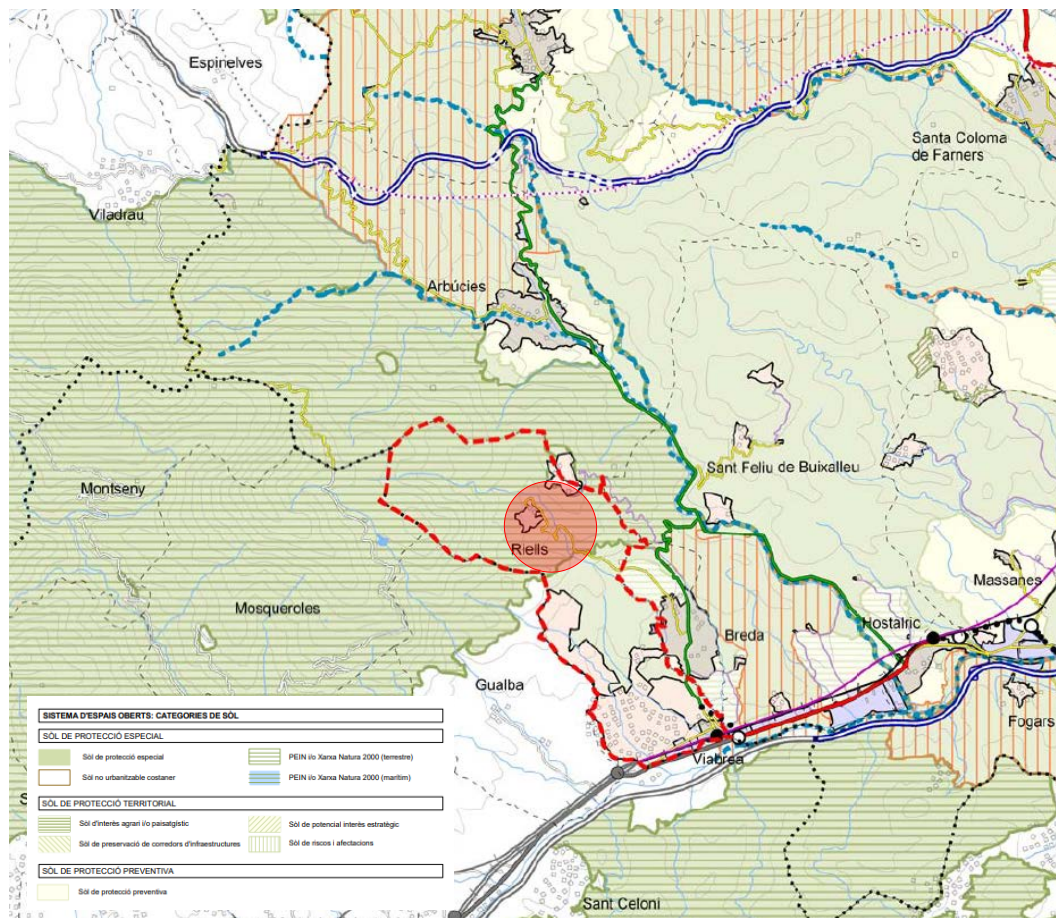 Espinelves
Santa Coloma
de Farners
Viladrau
Arbúcies
Sant Feliu de Buixalleu
Montseny
Riells
Massanes
Mosqueroles
Hostalric
Breda
Gualba
Fogars
Viabrea
SISTEMA D'ESPAIS OBERTS: CATEGORIES DE SÒL
SÒL DE PROTECCIÓ ESPECIAL
Sòl de protecció especial
PEIN i/o Xarxa Natura 2000 (terrestre)
Sòl no urbanitzable costaner
PEIN i/o Xarxa Natura 2000 (marítim)
S
SÒL DE PROTECCIÓ TERRITORIAL
Sòl d'interès agrari i/o paisatgístic
Sòl de potencial interès estratègic
Sòl de preservació de corredors d'infraestructures
Sòl de riscos i afectacions
SÒL DE PROTECCIÓ PREVENTIVA
Sòl de protecció preventiva
Sant Celoni